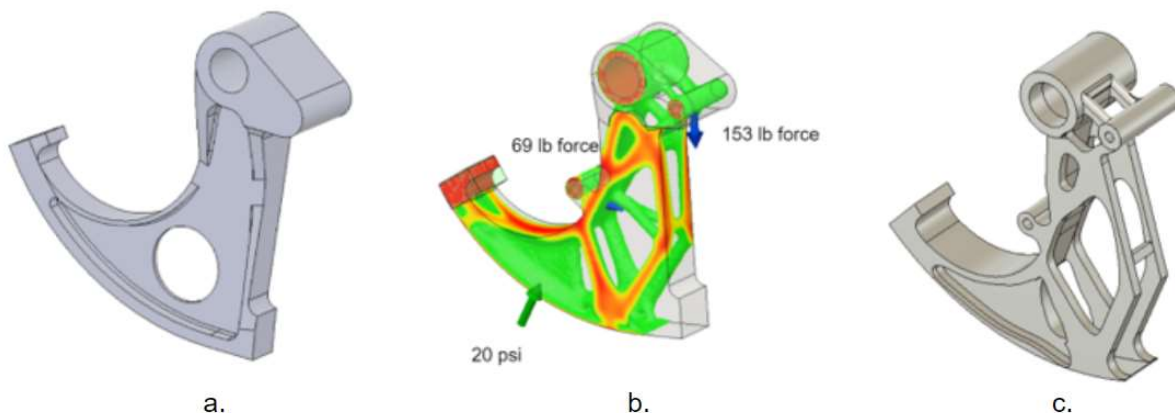 69 lb force
153 lb force
20 psi
a.
b.
c.